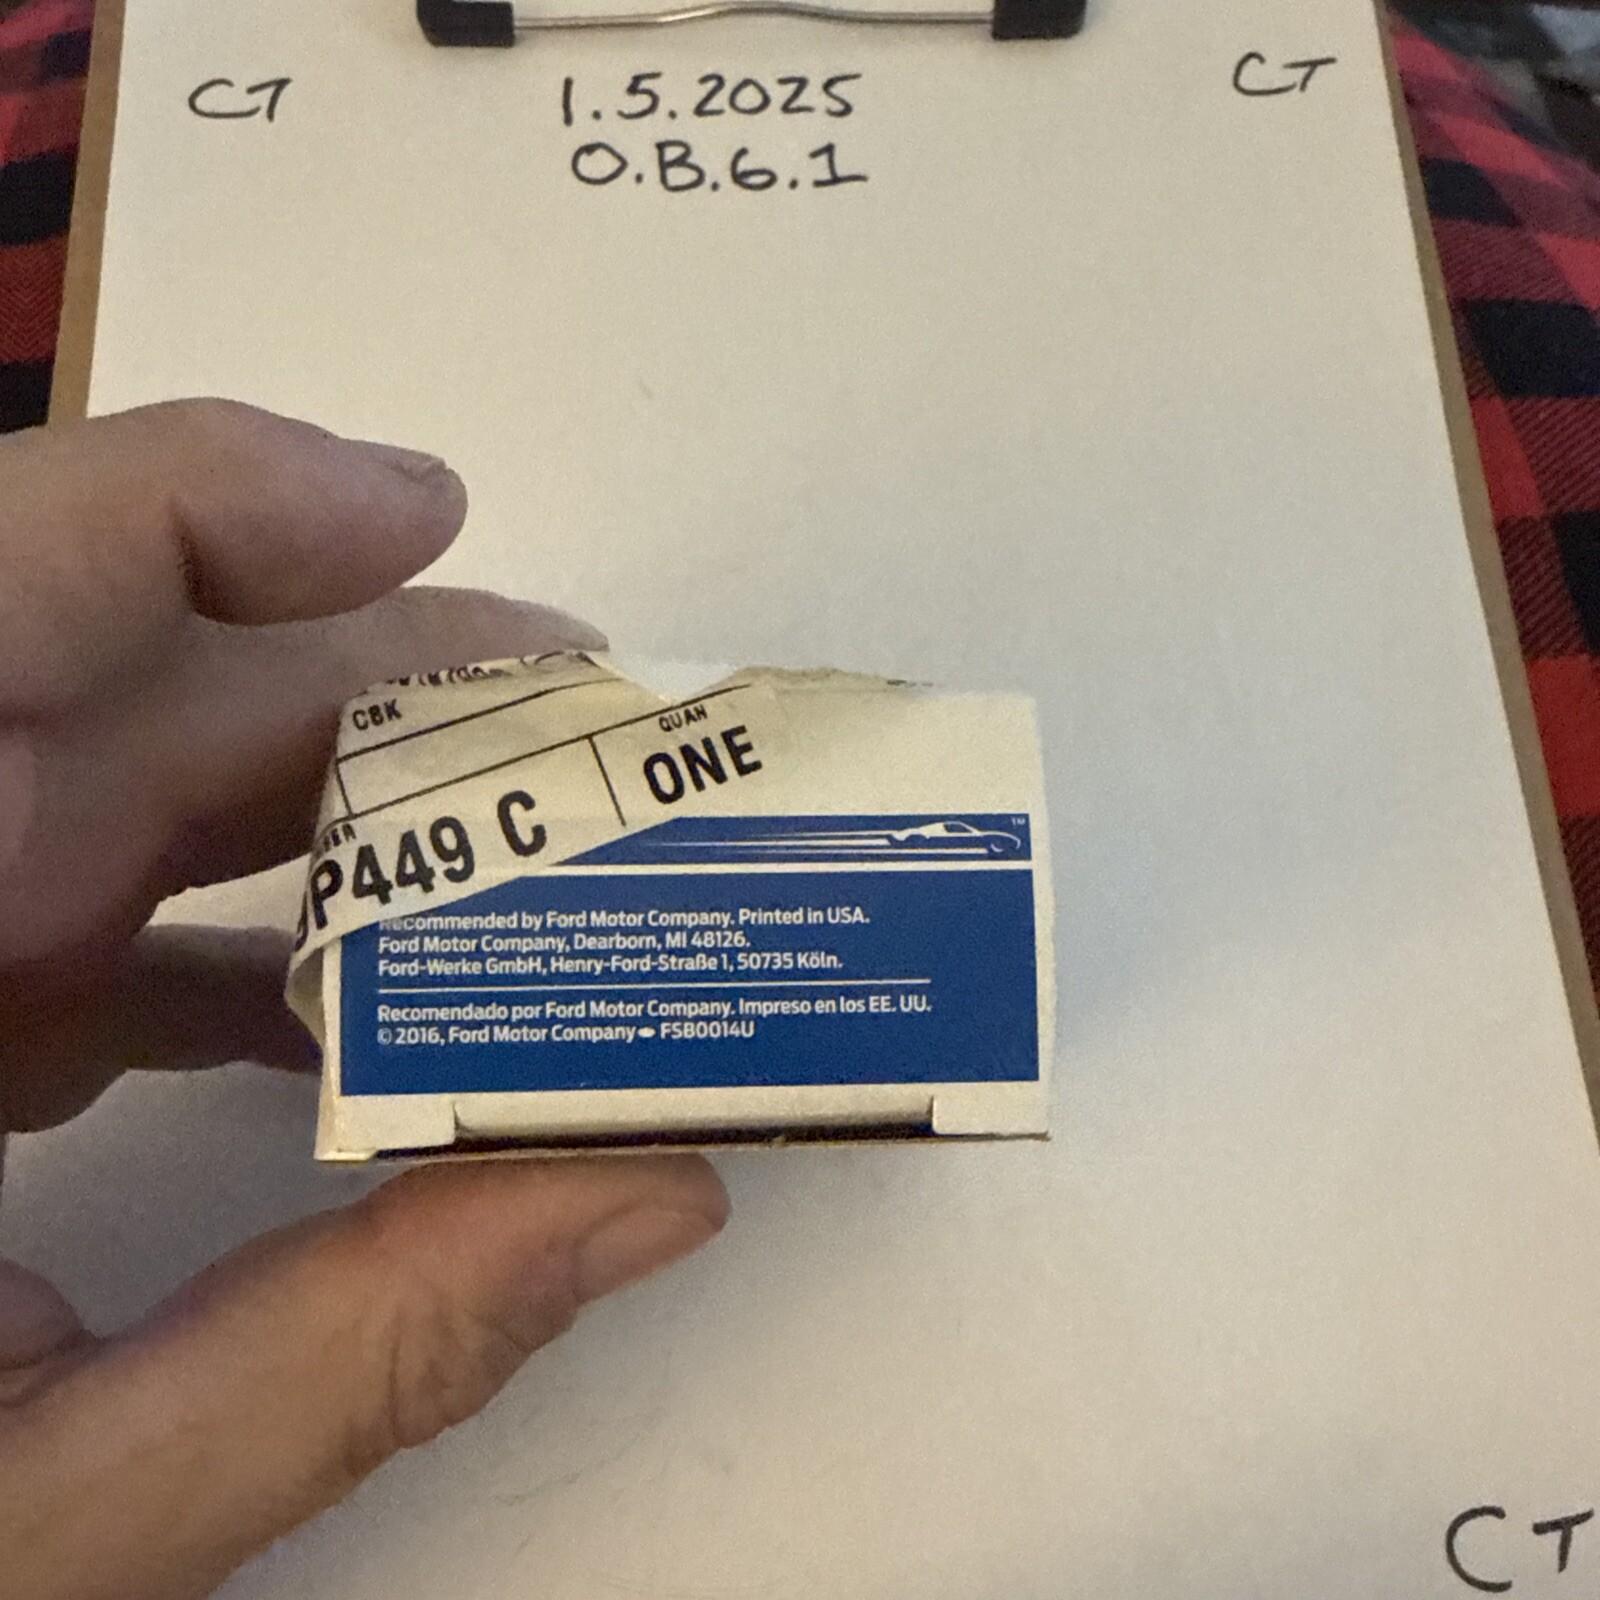 CT
1.5.2025
CT
O.B.6.1
CBK
QUAN
ONE
P449 C
™
Recommended by Ford Motor Company. Printed in USA.
Ford Motor Company, Dearborn, MI 48126.
Ford-Werke GmbH, Henry-Ford-Straße 1, 50735 Köln.
Recomendado por Ford Motor Company. Impreso en los EE. UU.
© 2016, Ford Motor Company FSB0014U
CT